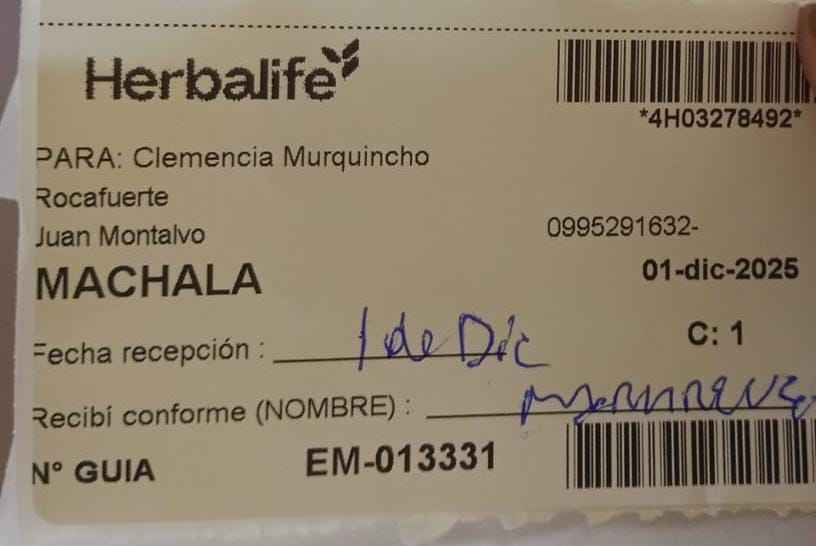 Herbalife
*4H03278492*
PARA: Clemencia Murquincho
Rocafuerte
Juan Montalvo 0995291632-
MACHALA 01-dic-2025
C: 1
Fecha recepción : 1 de Dic
Recibí conforme (NOMBRE) :
Nº GUIA EM-013331